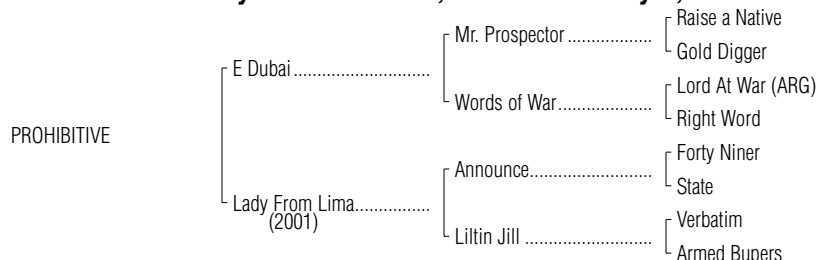 Raise a Native
Mr. Prospector
Gold Digger
E Dubai
Lord At War (ARG)
Words of War
Right Word
PROHIBITIVE
Forty Niner
Announce
State
Lady From Lima
(2001)
Verbatim
Liltin Jill
Armed Bupers